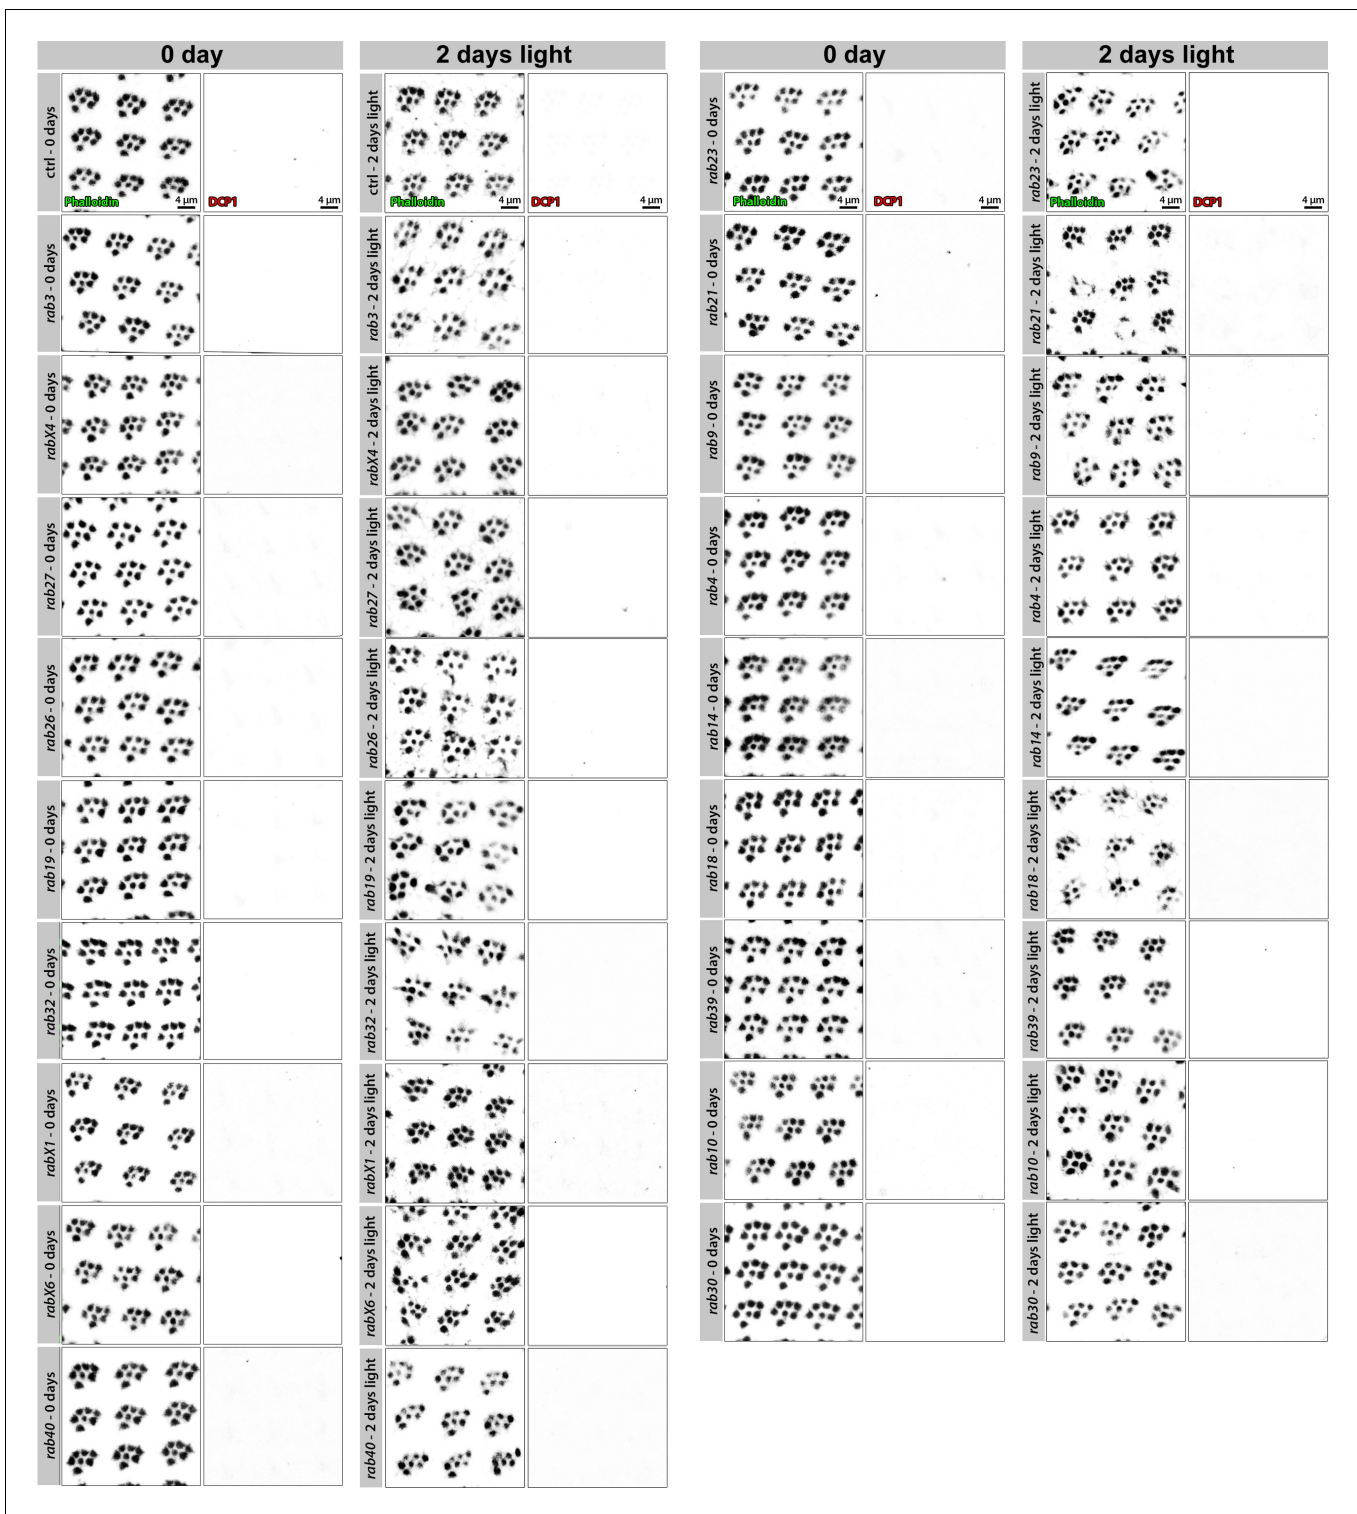 0 day
2 days light
0 day
2 days light
ctrl - 0 days
Phalloidin
4 µm
DCP1
4 µm
ctrl - 2 days light
Phalloidin
4 µm
DCP1
4 µm
rab3 - 0 days
rab3 - 2 days light
rabX4 - 0 days
rabX4 - 2 days light
rab27 - 0 days
rab27 - 2 days light
rab26 - 0 days
rab26 - 2 days light
rab19 - 0 days
rab19 - 2 days light
rab32 - 0 days
rab32 - 2 days light
rabX1 - 0 days
rabX1 - 2 days light
rabX6 - 0 days
rabX6 - 2 days light
rab40 - 0 days
rab40 - 2 days light
rab23 - 0 days
Phalloidin
4 µm
DCP1
4 µm
rab23 - 2 days light
Phalloidin
4 µm
DCP1
4 µm
rab21 - 0 days
rab21 - 2 days light
rab9 - 0 days
rab9 - 2 days light
rab4 - 0 days
rab4 - 2 days light
rab14 - 0 days
rab14 - 2 days light
rab18 - 0 days
rab18 - 2 days light
rab39 - 0 days
rab39 - 2 days light
rab10 - 0 days
rab10 - 2 days light
rab30 - 0 days
rab30 - 2 days light